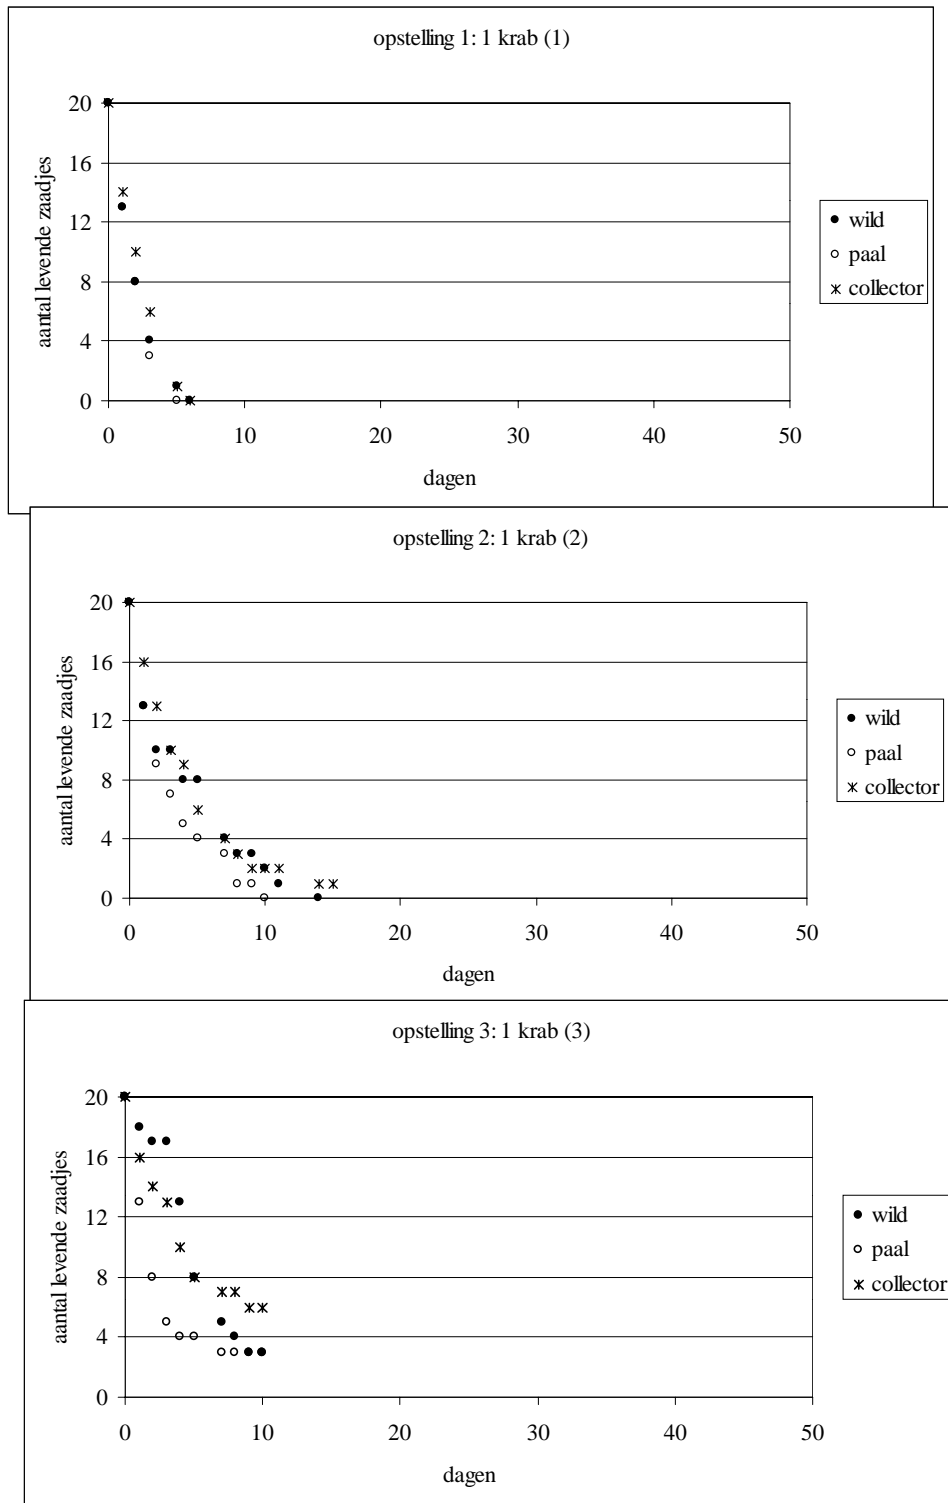 opstelling 1: 1 krab (1)
aantal levende zaadjes
20
16
12
8
4
0
0 10 20 30 40 50
dagen
wild
paal
collector
opstelling 2: 1 krab (2)
aantal levende zaadjes
20
16
12
8
4
0
0 10 20 30 40 50
dagen
wild
paal
collector
opstelling 3: 1 krab (3)
aantal levende zaadjes
20
16
12
8
4
0
0 10 20 30 40 50
dagen
wild
paal
collector